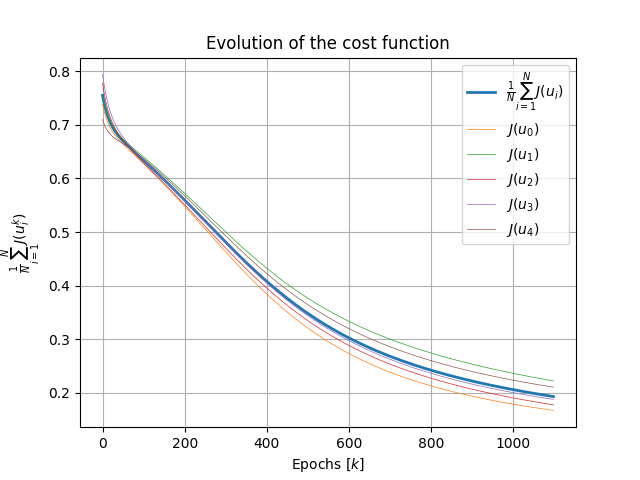 Evolution of the cost function
0.8
0.7
0.6
0.5
0.4
0.3
0.2
0 200 400 600 800 1000
Epochs [k]
$\frac{1}{N}\sum_{i=1}^{N} J(u_i^k)$
$\frac{1}{N}\sum_{i=1}^{N} J(u_i)$
$J(u_0)$
$J(u_1)$
$J(u_2)$
$J(u_3)$
$J(u_4)$